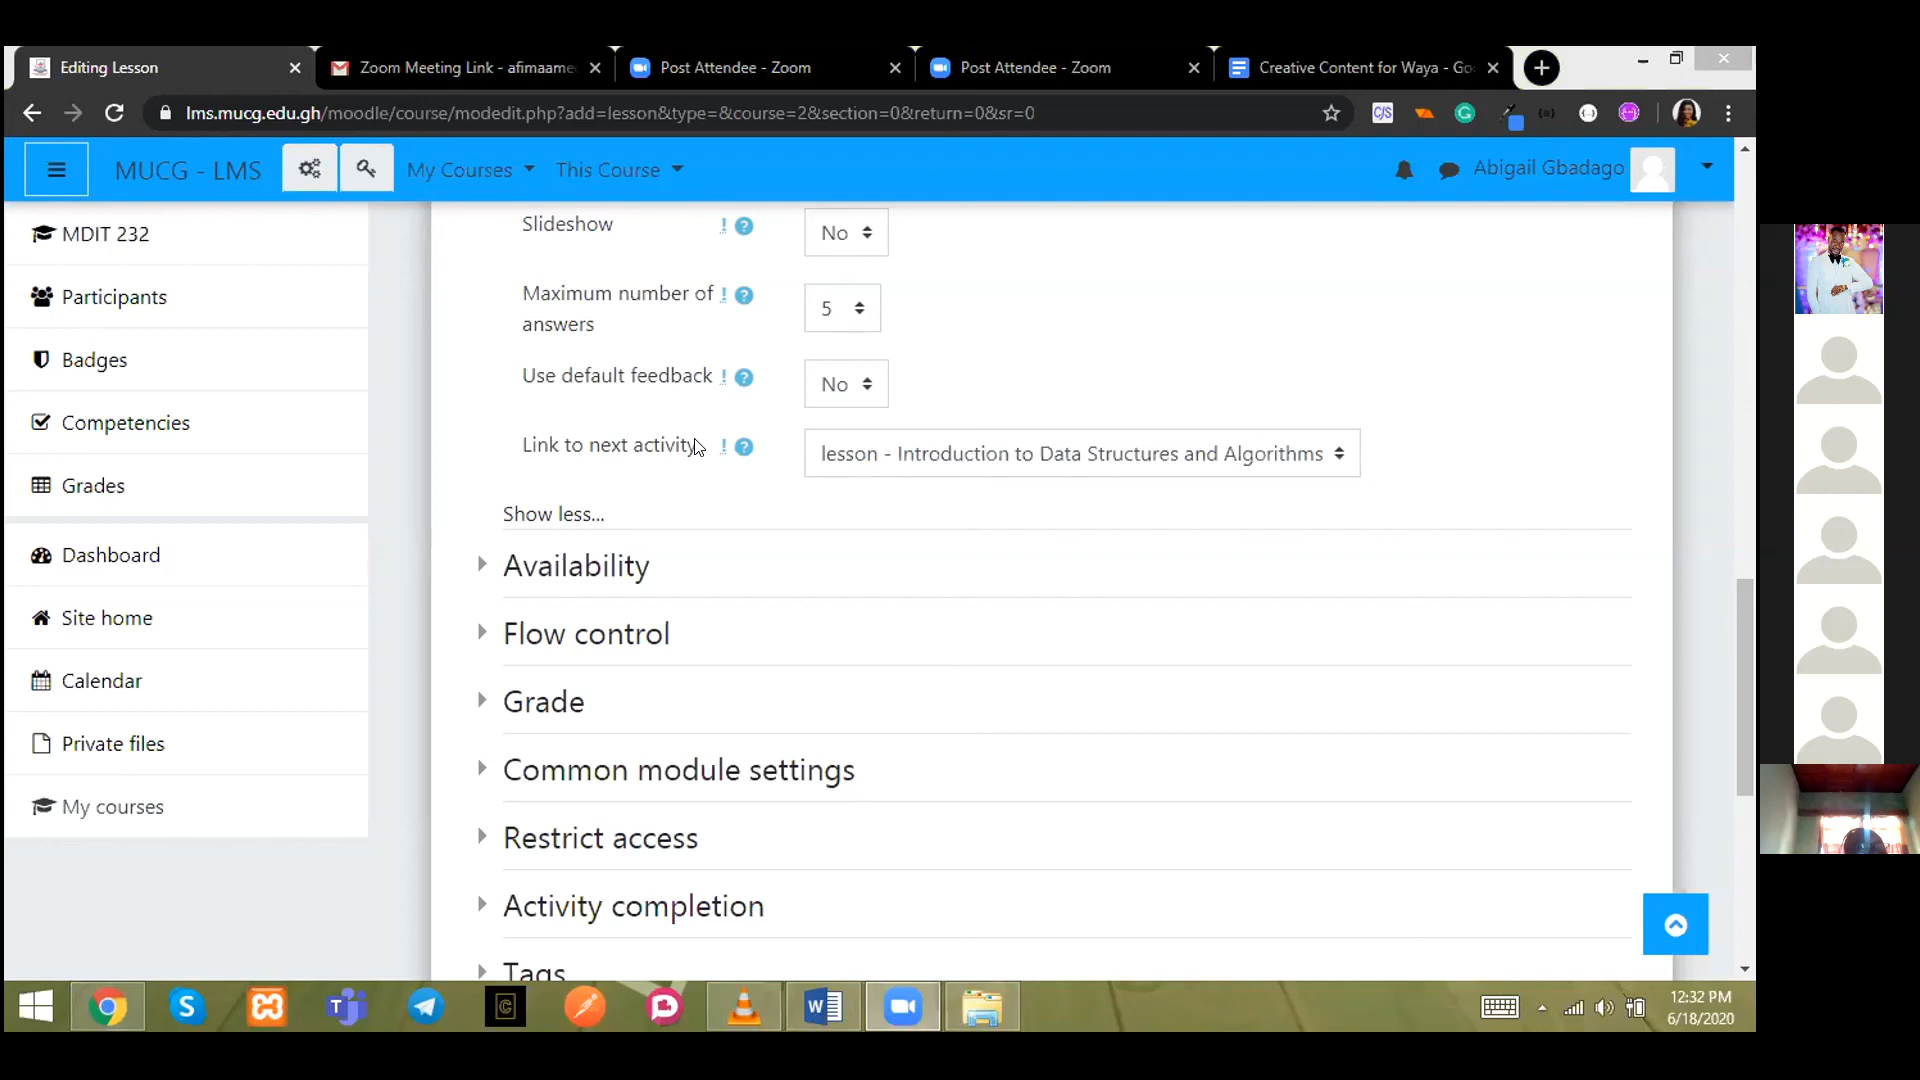 Editing Lesson
Zoom Meeting Link - afimaame
Post Attendee - Zoom
Post Attendee - Zoom
Creative Content for Waya - Go
lms.mucg.edu.gh/moodle/course/modedit.php?add=lesson&type=&course=2&section=0&return=0&sr=0
MUCG - LMS
My Courses
This Course
Abigail Gbadago
MDIT 232
Participants
Badges
Competencies
Grades
Dashboard
Site home
Calendar
Private files
My courses
Slideshow
No
Maximum number of
answers
5
Use default feedback
No
Link to next activity
lesson - Introduction to Data Structures and Algorithms
Show less...
Availability
Flow control
Grade
Common module settings
Restrict access
Activity completion
Tags
12:32 PM
6/18/2020